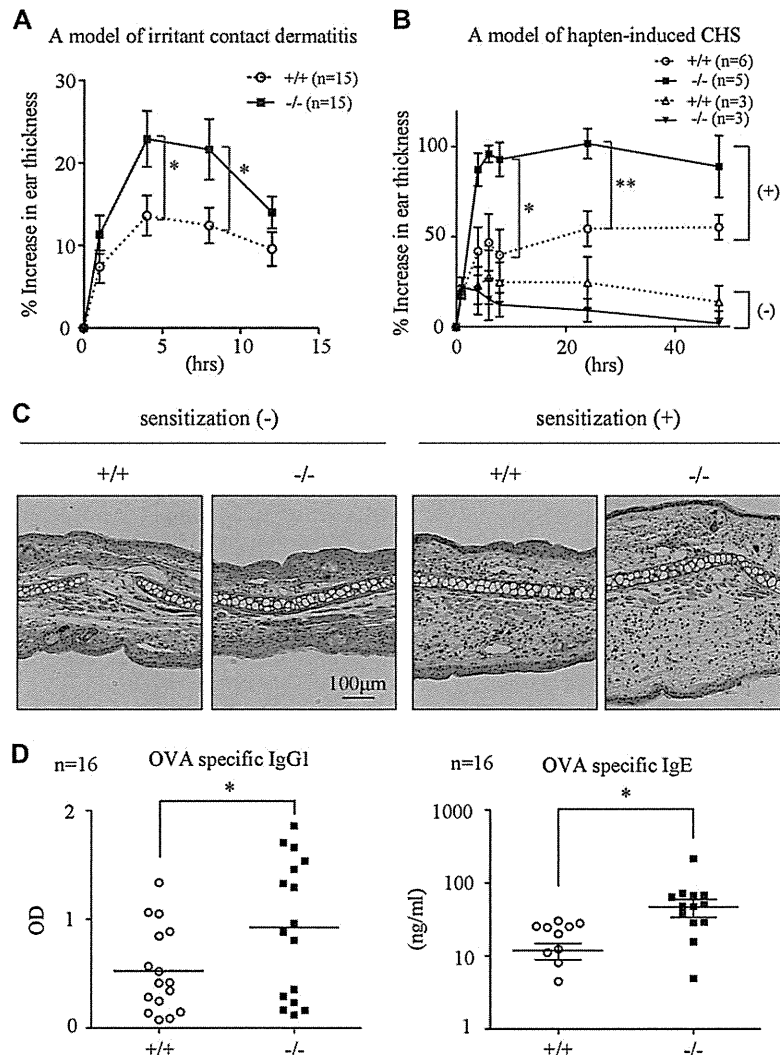 A
A model of irritant contact dermatitis
+/+ (n=15)
-/- (n=15)
% Increase in ear thickness
30
20
10
0
*
*
0
5
10
15
(hrs)
B
A model of hapten-induced CHS
+/+ (n=6)
-/- (n=5)
+/+ (n=3)
-/- (n=3)
% Increase in ear thickness
100
50
0
*
**
(+)
(-)
0
20
40
(hrs)
C
sensitization (-)
sensitization (+)
+/+
-/-
+/+
-/-
100μm
D
n=16
OVA specific IgG1
*
OD
2
1
0
+/+
-/-
n=16
OVA specific IgE
*
(ng/ml)
1000
100
10
1
+/+
-/-